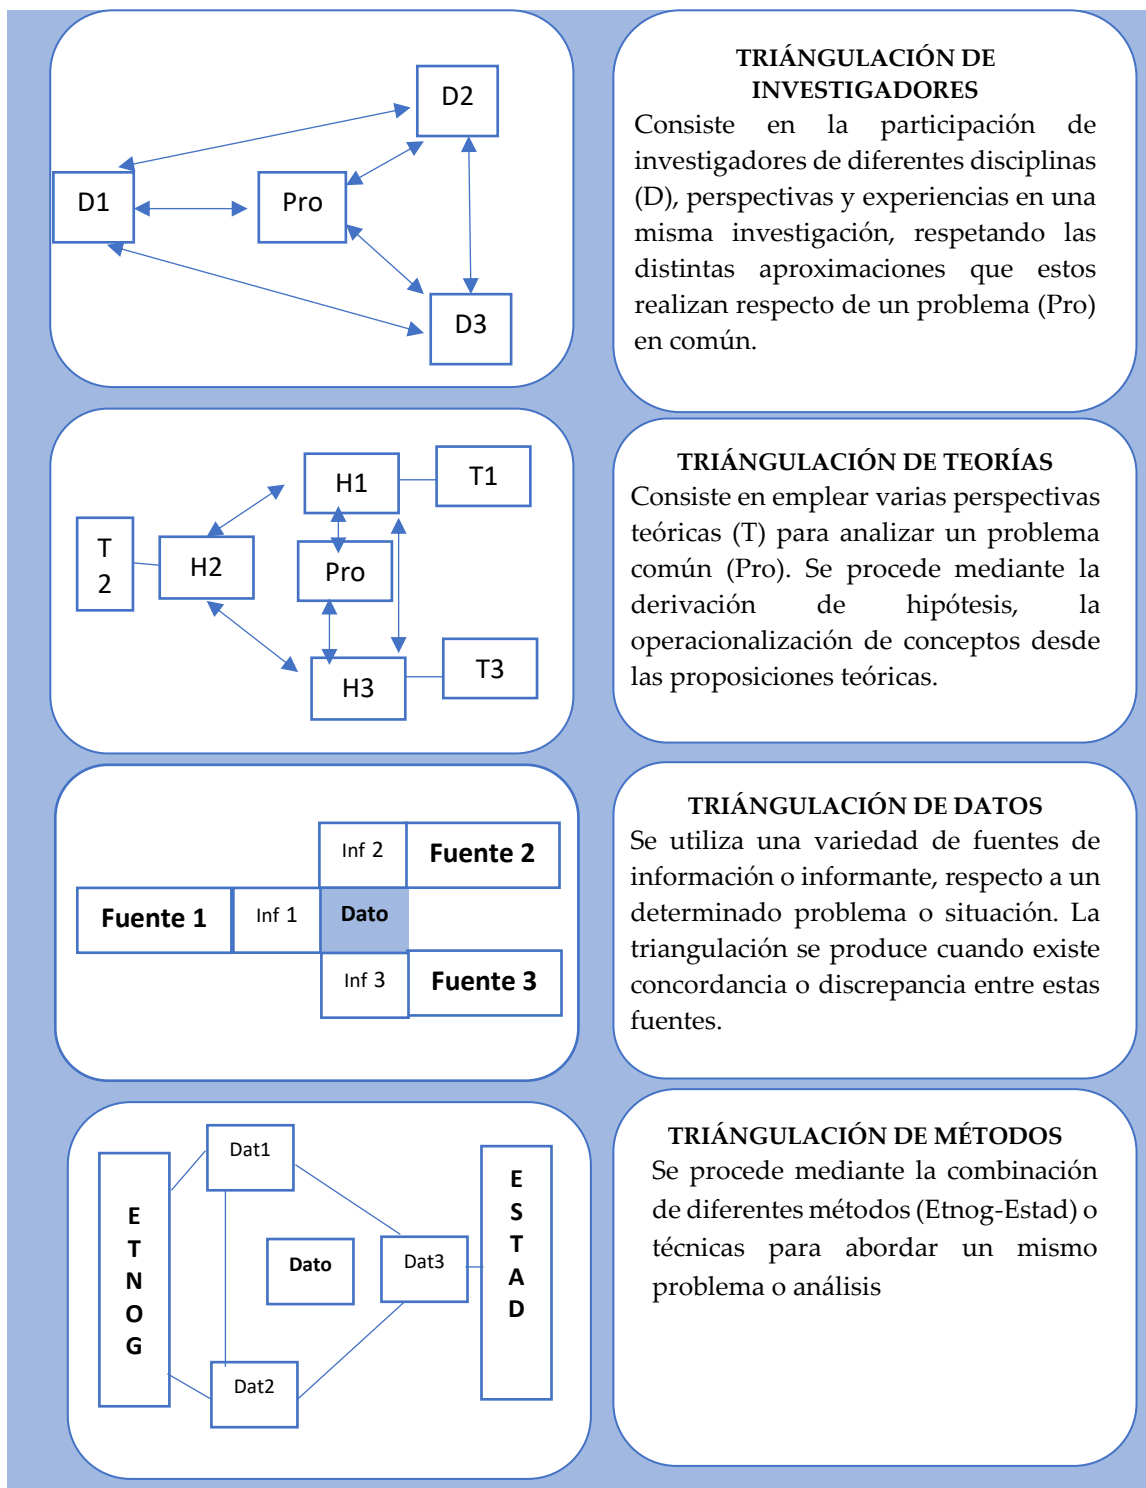 D2
D1
Pro
D3
TRIÁNGULACIÓN DE
INVESTIGADORES
Consiste en la participación de
investigadores de diferentes disciplinas
(D), perspectivas y experiencias en una
misma investigación, respetando las
distintas aproximaciones que estos
realizan respecto de un problema (Pro)
en común.
H1
T1
T
2
H2
Pro
H3
T3
TRIÁNGULACIÓN DE TEORÍAS
Consiste en emplear varias perspectivas
teóricas (T) para analizar un problema
común (Pro). Se procede mediante la
derivación de hipótesis, la
operacionalización de conceptos desde
las proposiciones teóricas.
Inf 2
Fuente 2
Fuente 1
Inf 1
Dato
Inf 3
Fuente 3
TRIÁNGULACIÓN DE DATOS
Se utiliza una variedad de fuentes de
información o informante, respecto a un
determinado problema o situación. La
triangulación se produce cuando existe
concordancia o discrepancia entre estas
fuentes.
E
T
N
O
G
Dat1
Dato
Dat3
Dat2
E
S
T
A
D
TRIÁNGULACIÓN DE MÉTODOS
Se procede mediante la combinación
de diferentes métodos (Etnog-Estad) o
técnicas para abordar un mismo
problema o análisis